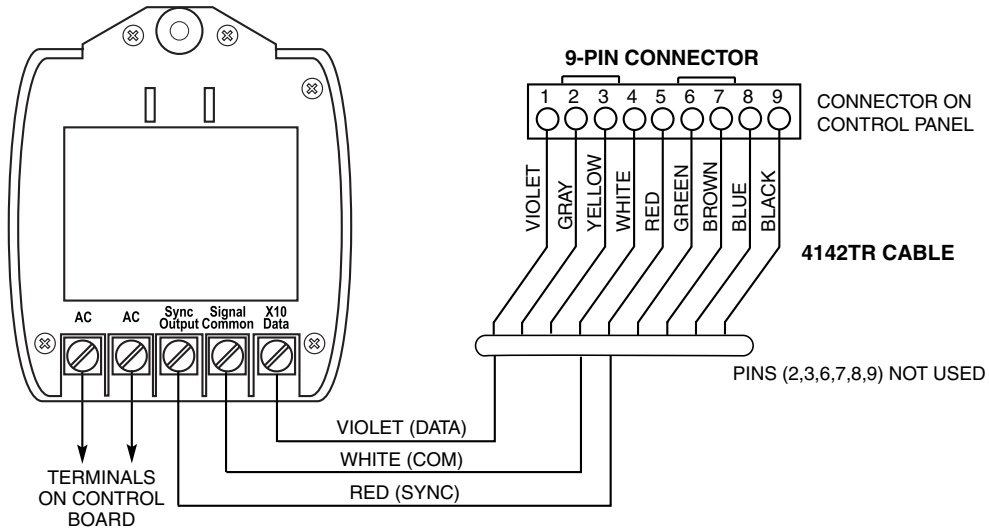 9-PIN CONNECTOR
1 2 3 4 5 6 7 8 9
CONNECTOR ON
CONTROL PANEL
VIOLET
GRAY
YELLOW
WHITE
RED
GREEN
BROWN
BLUE
BLACK
4142TR CABLE
AC
AC
Sync
Output
Signal
Common
X10
Data
PINS (2,3,6,7,8,9) NOT USED
VIOLET (DATA)
WHITE (COM)
RED (SYNC)
TERMINALS
ON CONTROL
BOARD